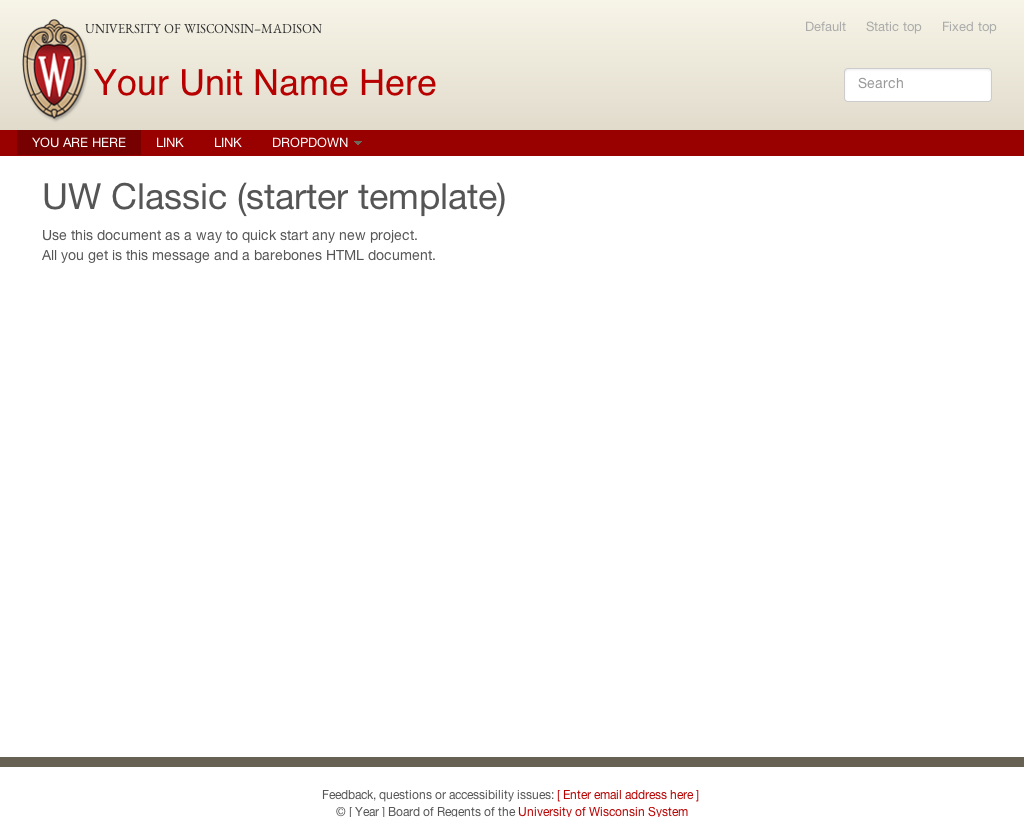 UNIVERSITY OF WISCONSIN–MADISON
Default Static top Fixed top
W
Your Unit Name Here
Search
YOU ARE HERE LINK LINK DROPDOWN
UW Classic (starter template)
Use this document as a way to quick start any new project.
All you get is this message and a barebones HTML document.
Feedback, questions or accessibility issues: [ Enter email address here ]
© [ Year ] Board of Regents of the University of Wisconsin System